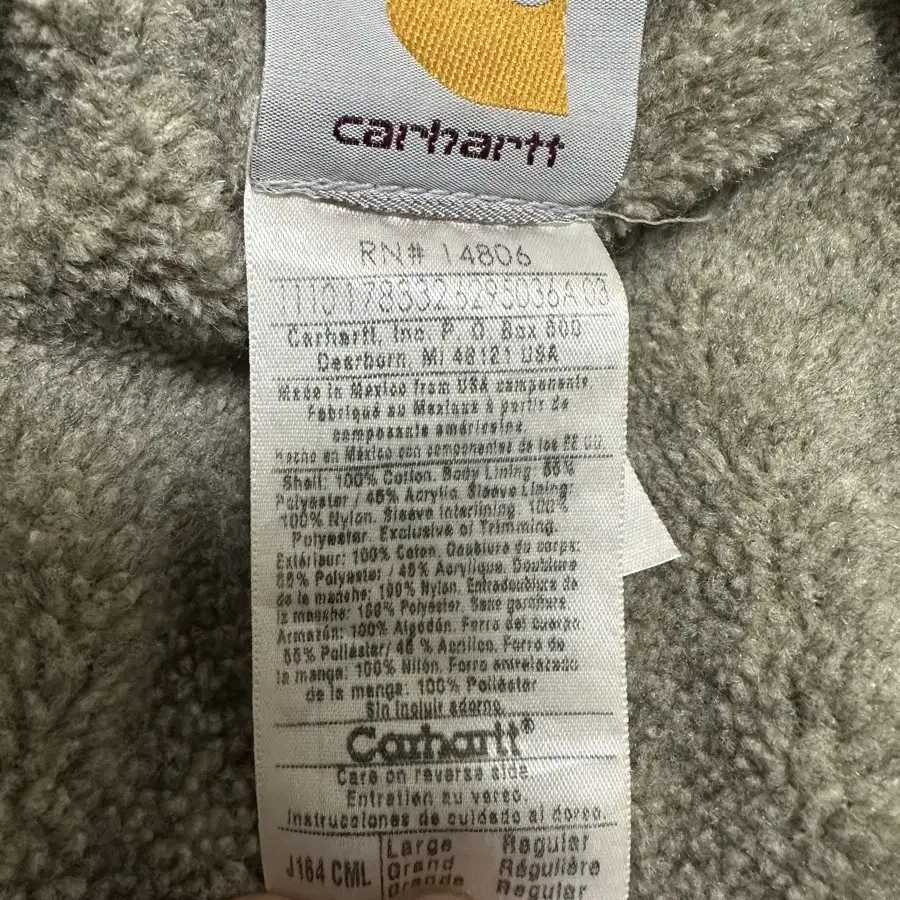 carhartt
RN# 14806
11101783326295036A 03
Carhartt, Inc. P. O. Box 600
Dearborn, MI 48121 USA
Made in Mexico from USA components.
Fabriqué au Mexique à partir de
composants américains.
Hecho en México con componentes de los EE.UU.
Shell: 100% Cotton. Body Lining: 55%
Polyester / 45% Acrylic. Sleeve Lining:
100% Nylon. Sleeve Interlining: 100%
Polyester. Exclusive of Trimming.
Extérieur: 100% Coton. Doublure du corps:
55% Polyester / 45% Acrylique. Doublure
de la manche: 100% Nylon. Entredoublure de
la manche: 100% Polyester. Sans garniture
Armazón: 100% Algodón. Forro del cuerpo
55% Poliéster/ 45 % Acrílico. Forro de
la manga: 100% Nilón. Forro entrelazado
de la manga: 100% Poliéster
Sin incluir adorno.
Carhartt®
Care on reverse side.
Entretien au verso.
Instrucciones de cuidado al dorso.
J164 CML
Large Regular
Grand Régulière
Grande Regular